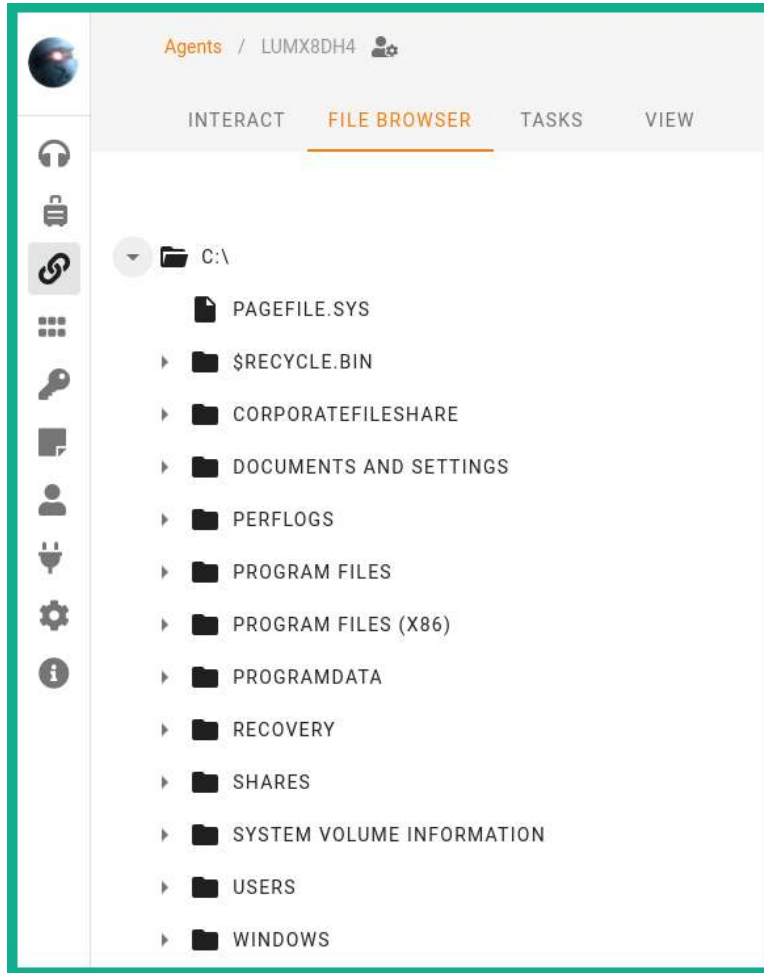 Agents / LUMX8DH4
INTERACT FILE BROWSER TASKS VIEW
C:\
PAGEFILE.SYS
$RECYCLE.BIN
CORPORATEFILESHARE
DOCUMENTS AND SETTINGS
PERFLOGS
PROGRAM FILES
PROGRAM FILES (X86)
PROGRAMDATA
RECOVERY
SHARES
SYSTEM VOLUME INFORMATION
USERS
WINDOWS